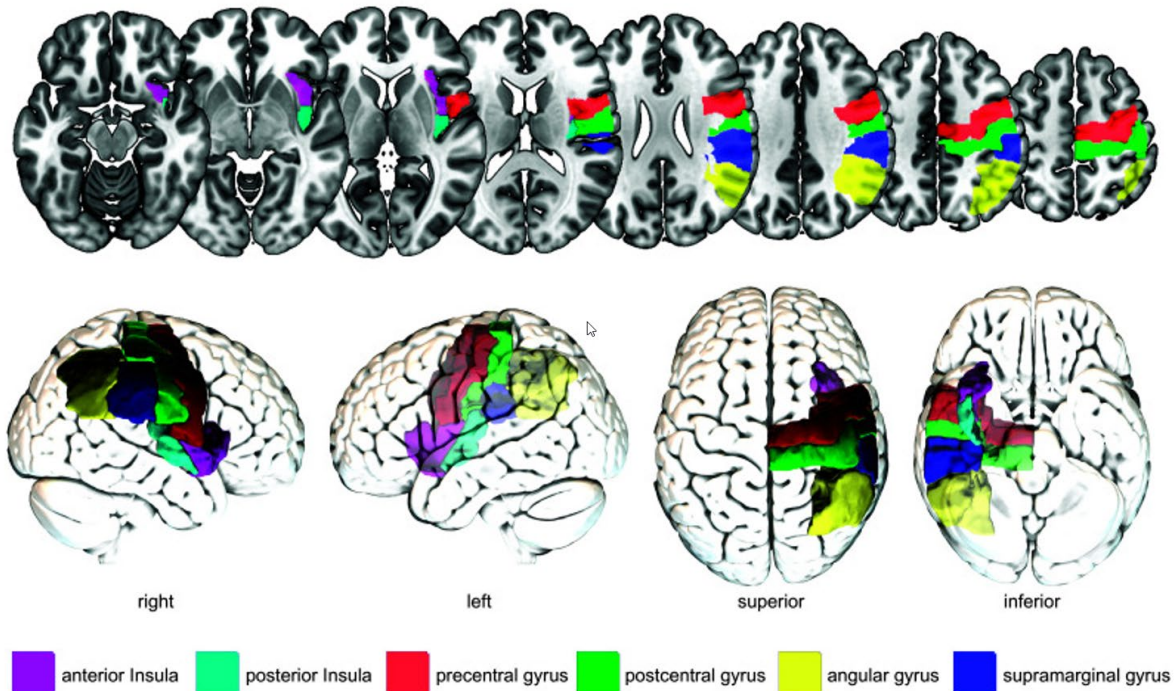 right
left
superior
inferior
anterior Insula
posterior Insula
precentral gyrus
postcentral gyrus
angular gyrus
supramarginal gyrus